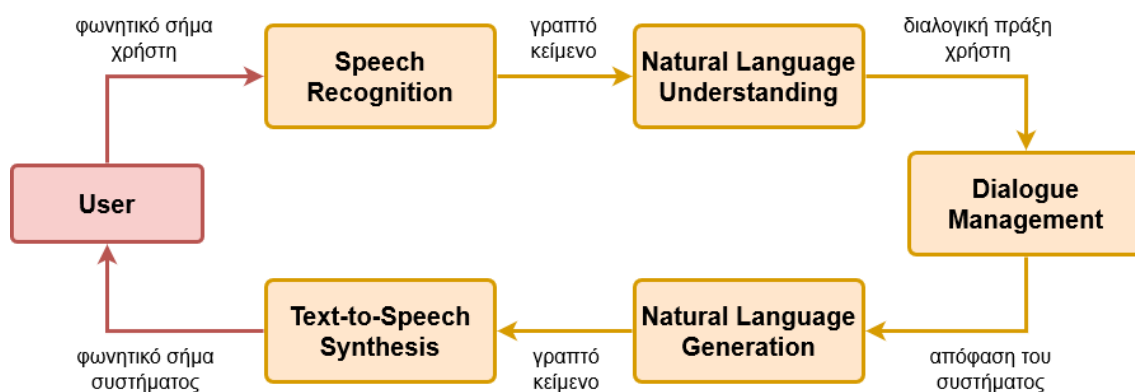 φωνητικό σήμα
χρήστη
Speech
Recognition
γραπτό
κείμενο
Natural Language
Understanding
διαλογική πράξη
χρήστη
User
Dialogue
Management
Text-to-Speech
Synthesis
Natural Language
Generation
φωνητικό σήμα
συστήματος
γραπτό
κείμενο
απόφαση του
συστήματος